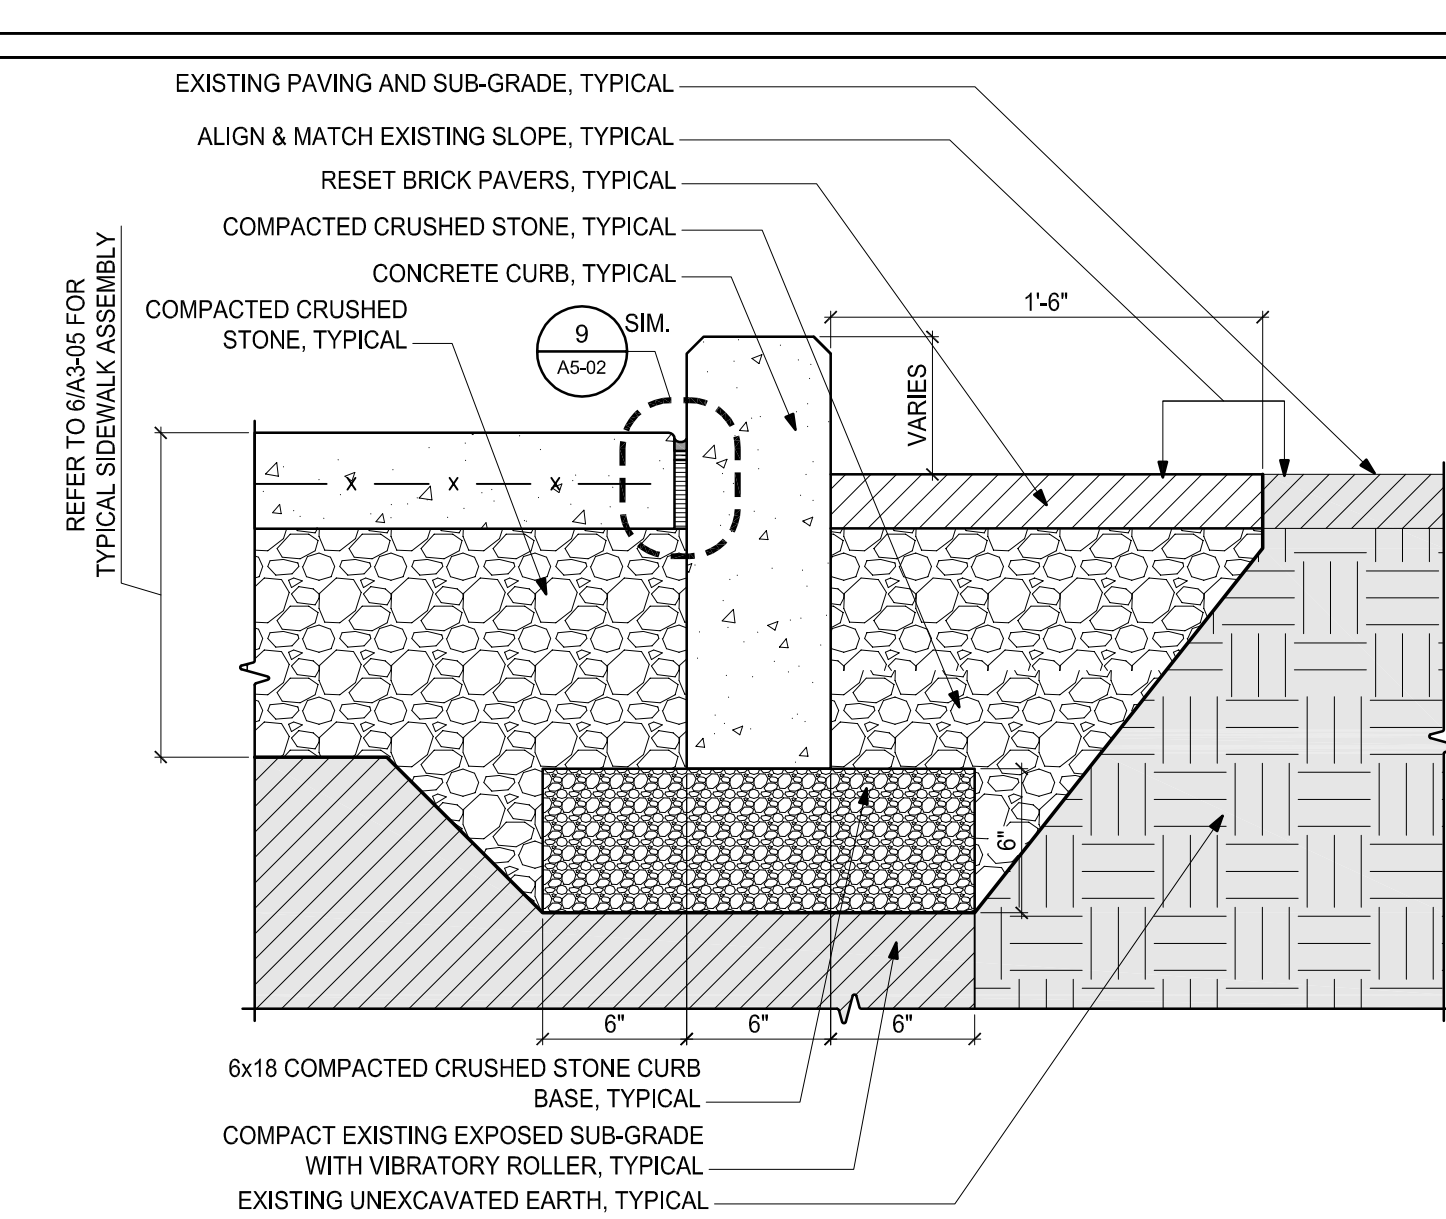 EXISTING PAVING AND SUB-GRADE, TYPICAL
ALIGN & MATCH EXISTING SLOPE, TYPICAL
RESET BRICK PAVERS, TYPICAL
COMPACTED CRUSHED STONE, TYPICAL
CONCRETE CURB, TYPICAL
COMPACTED CRUSHED
STONE, TYPICAL
9
A5-02
SIM.
1'-6"
VARIES
REFER TO 6/A3-05 FOR
TYPICAL SIDEWALK ASSEMBLY
X X X
6"
6" 6" 6"
6x18 COMPACTED CRUSHED STONE CURB
BASE, TYPICAL
COMPACT EXISTING EXPOSED SUB-GRADE
WITH VIBRATORY ROLLER, TYPICAL
EXISTING UNEXCAVATED EARTH, TYPICAL